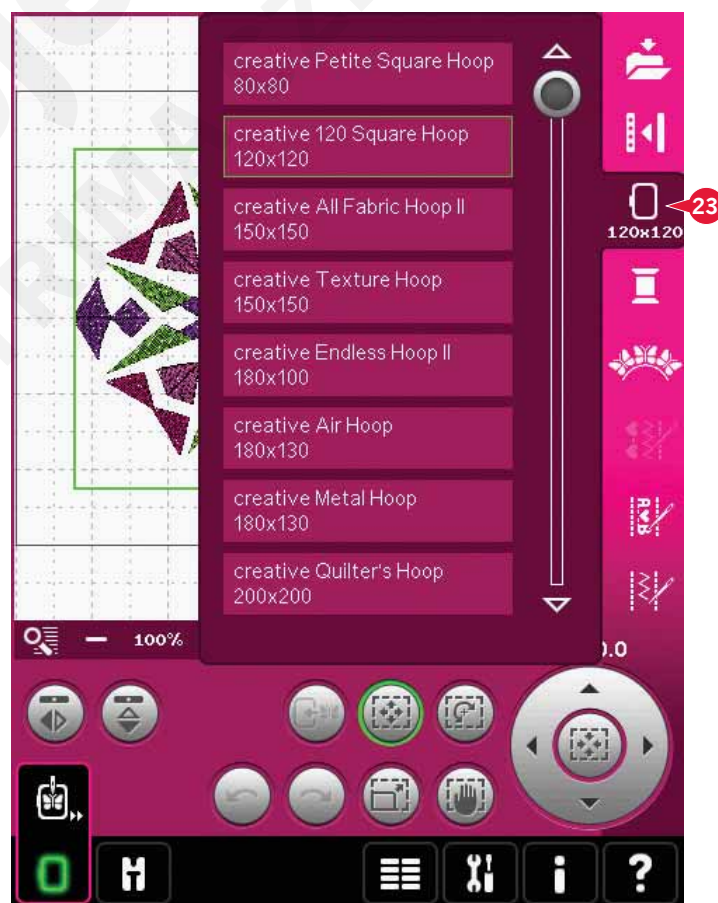 creative Petite Square Hoop
80x80
creative 120 Square Hoop
120x120
creative All Fabric Hoop II
150x150
creative Texture Hoop
150x150
creative Endless Hoop II
180x100
creative Air Hoop
180x130
creative Metal Hoop
180x130
creative Quilter's Hoop
200x200
23
120x120
100%
.0
?